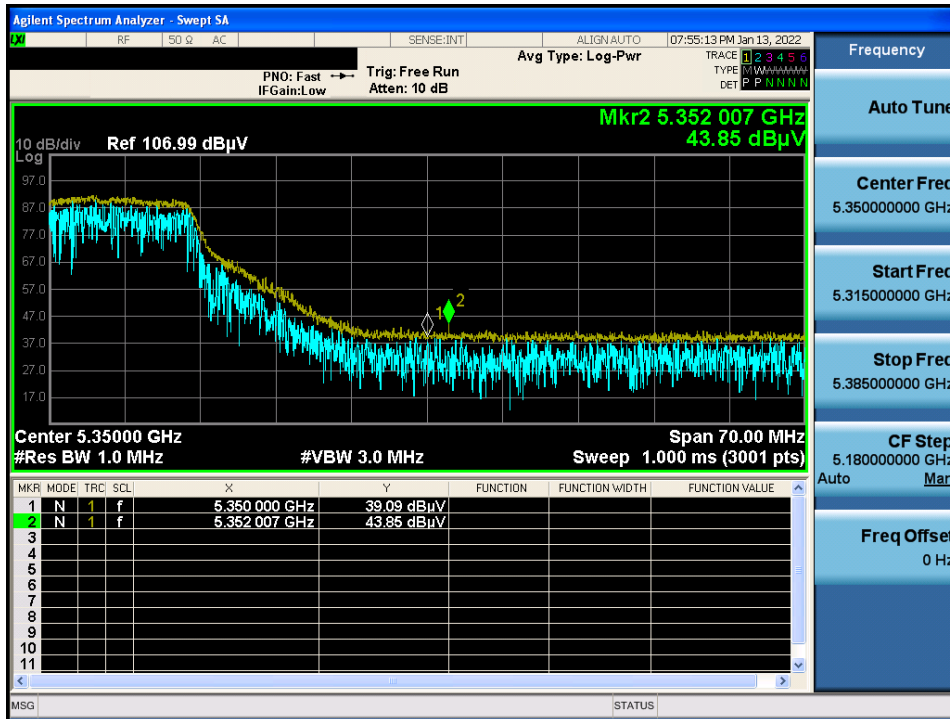 Agilent Spectrum Analyzer - Swept SA
LXI RF 50 Ω AC SENSE:INT ALIGN AUTO 07:55:13 PM Jan 13, 2022
Frequency
Avg Type: Log-Pwr
TRACE 1 2 3 4 5 6
PNO: Fast Trig: Free Run
TYPE M W W W W W
IFGain:Low Atten: 10 dB
DET P P N N N N
Auto Tune
Mkr2 5.352 007 GHz
43.85 dBµV
10 dB/div Ref 106.99 dBµV
Log
97.0
87.0
77.0
67.0
57.0
47.0
37.0
27.0
17.0
1
2
Center 5.35000 GHz Span 70.00 MHz
#Res BW 1.0 MHz #VBW 3.0 MHz Sweep 1.000 ms (3001 pts)
Center Freq
5.350000000 GHz
Start Freq
5.315000000 GHz
Stop Freq
5.385000000 GHz
CF Step
5.180000000 GHz
Auto Man
Freq Offset
0 Hz
MKR MODE TRC SCL X Y FUNCTION FUNCTION WIDTH FUNCTION VALUE
1 N 1 f 5.350 000 GHz 39.09 dBµV
2 N 1 f 5.352 007 GHz 43.85 dBµV
3
4
5
6
7
8
9
10
11
MSG STATUS